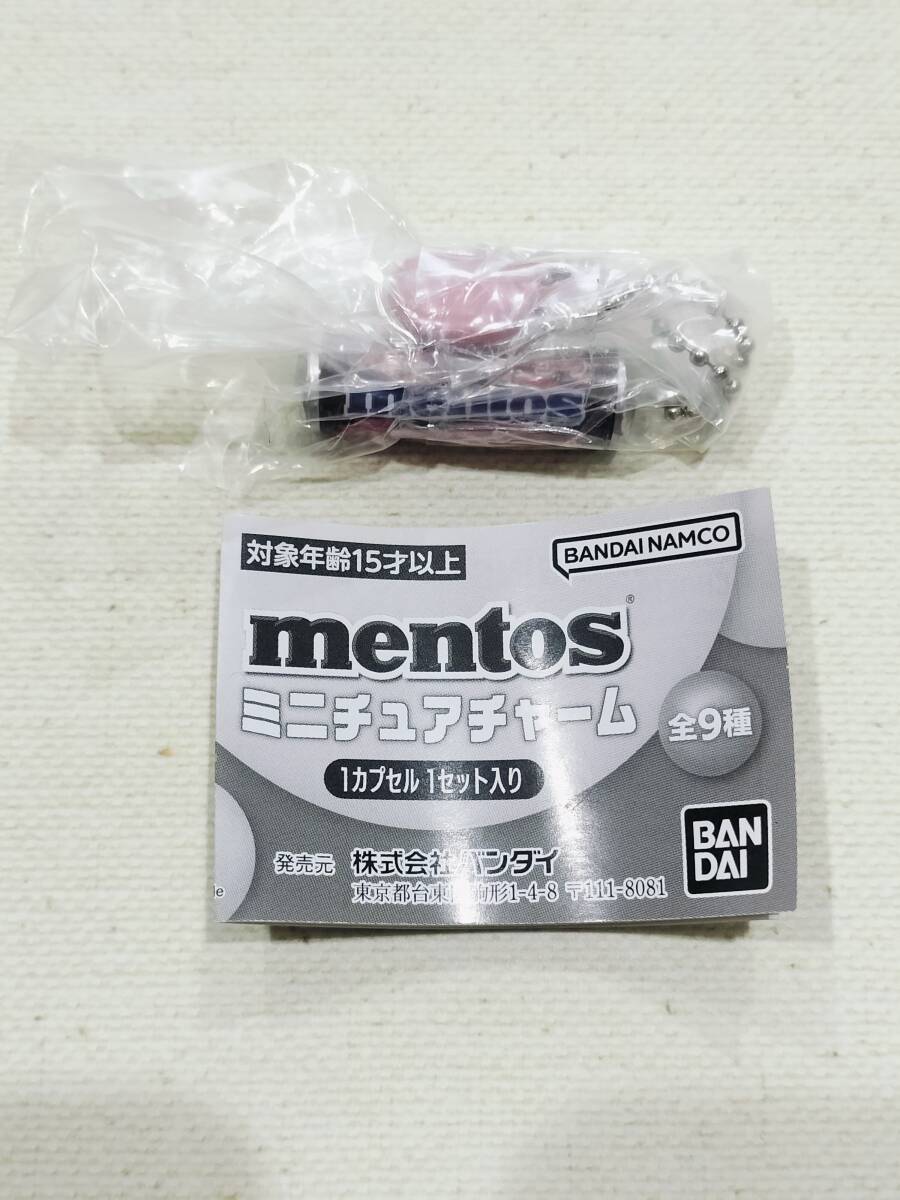 mentos
対象年齢15才以上
BANDAI NAMCO
mentos®
ミニチュアチャーム
全9種
1カプセル 1セット入り
BAN
DAI
発売元 株式会社バンダイ
東京都台東区駒形1-4-8 〒111-8081